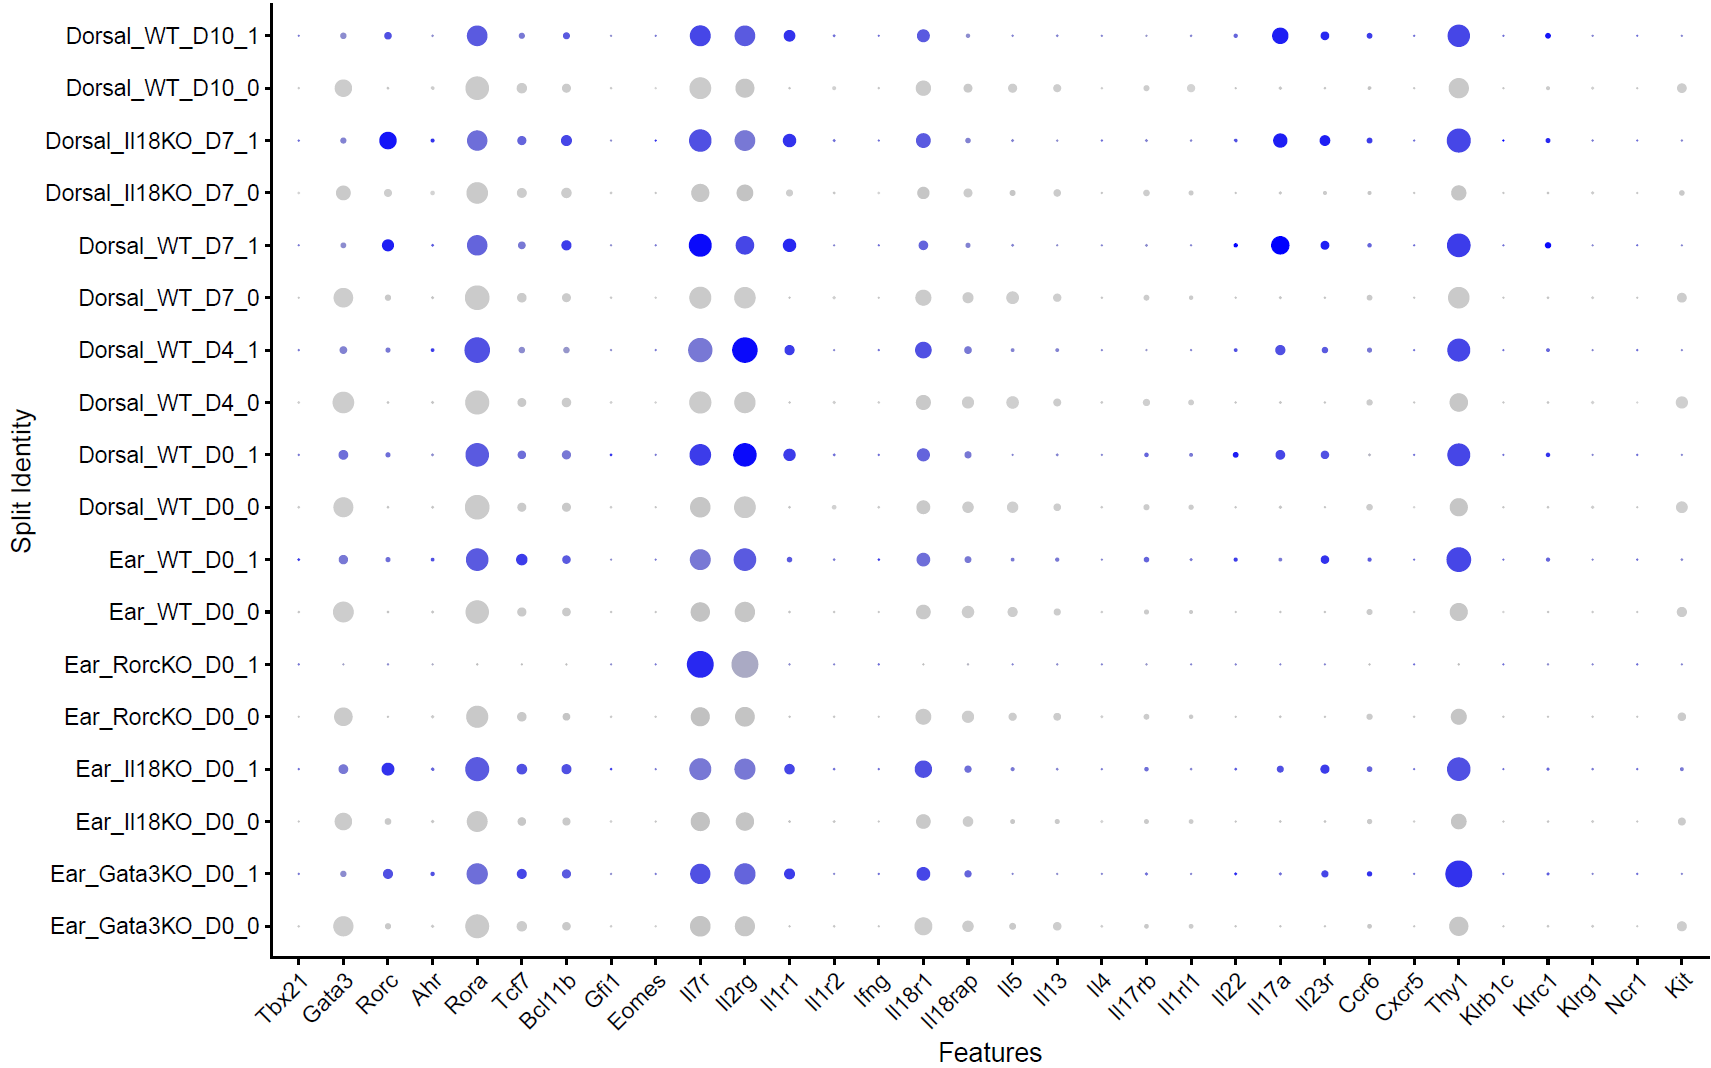 Dorsal_WT_D10_1
Dorsal_WT_D10_0
Dorsal_Il18KO_D7_1
Dorsal_Il18KO_D7_0
Dorsal_WT_D7_1
Dorsal_WT_D7_0
Dorsal_WT_D4_1
Dorsal_WT_D4_0
Dorsal_WT_D0_1
Dorsal_WT_D0_0
Ear_WT_D0_1
Ear_WT_D0_0
Ear_RorcKO_D0_1
Ear_RorcKO_D0_0
Ear_Il18KO_D0_1
Ear_Il18KO_D0_0
Ear_Gata3KO_D0_1
Ear_Gata3KO_D0_0
Split Identity
Tbx21
Gata3
Rorc
Ahr
Rora
Tcf7
Bcl11b
Gfi1
Eomes
Il7r
Il2rg
Il1r1
Il1r2
Ifng
Il18r1
Il18rap
Il5
Il13
Il4
Il17rb
Il1rl1
Il22
Il17a
Il23r
Ccr6
Cxcr5
Thy1
Klrb1c
Klrc1
Klrg1
Ncr1
Kit
Features